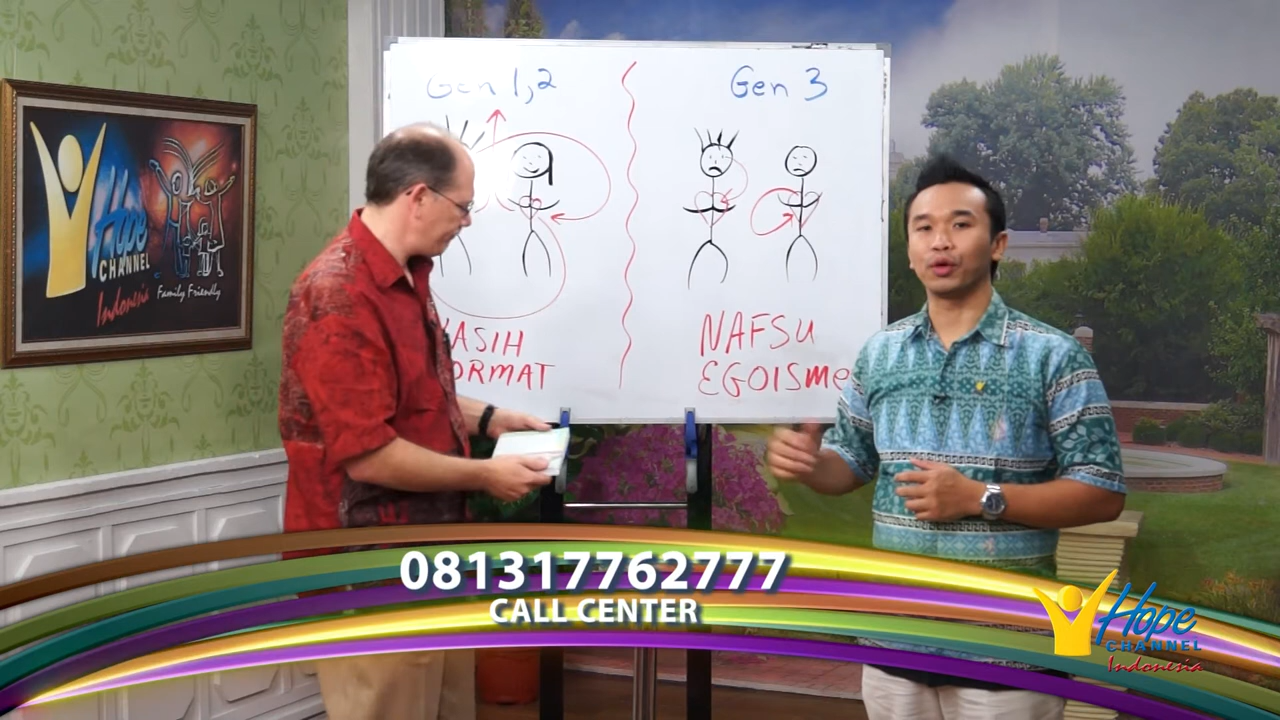 Gen 1,2
Gen 3
NAFSU
EGOISME
Hope
CHANNEL
Indonesia
Family Friendly
081317762777
CALL CENTER
Hope
CHANNEL
Indonesia